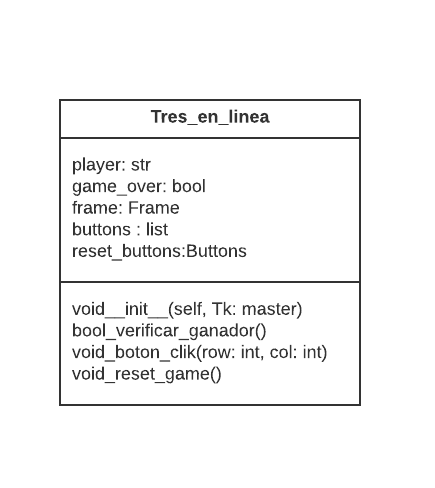 Tres_en_linea
player: str
game_over: bool
frame: Frame
buttons : list
reset_buttons:Buttons
void__init__(self, Tk: master)
bool_verificar_ganador()
void_boton_clik(row: int, col: int)
void_reset_game()